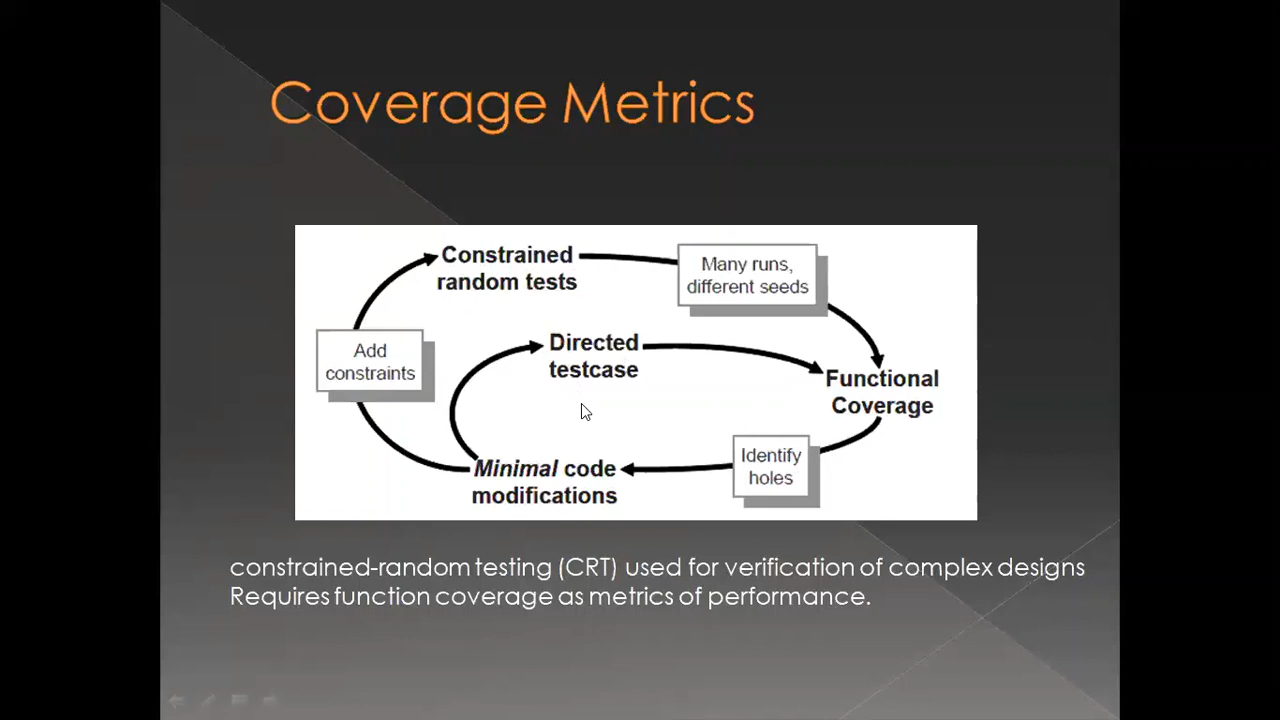 Coverage Metrics
Constrained
random tests
Many runs,
different seeds
Add
constraints
Directed
testcase
Functional
Coverage
Identify
holes
Minimal code
modifications
constrained-random testing (CRT) used for verification of complex designs
Requires function coverage as metrics of performance.